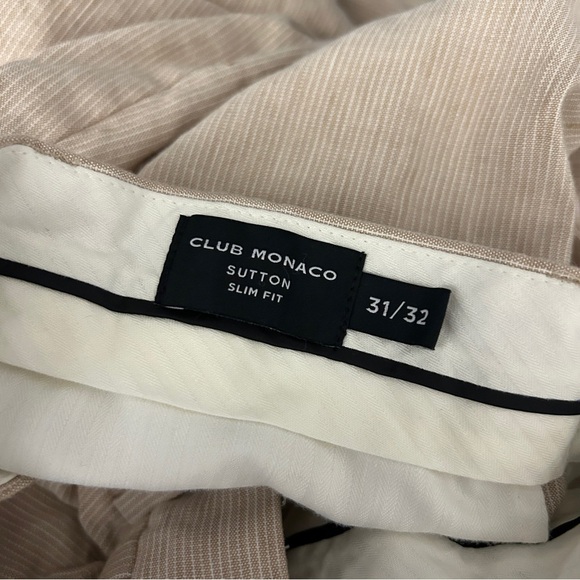 CLUB MONACO
SUTTON
SLIM FIT
31/32